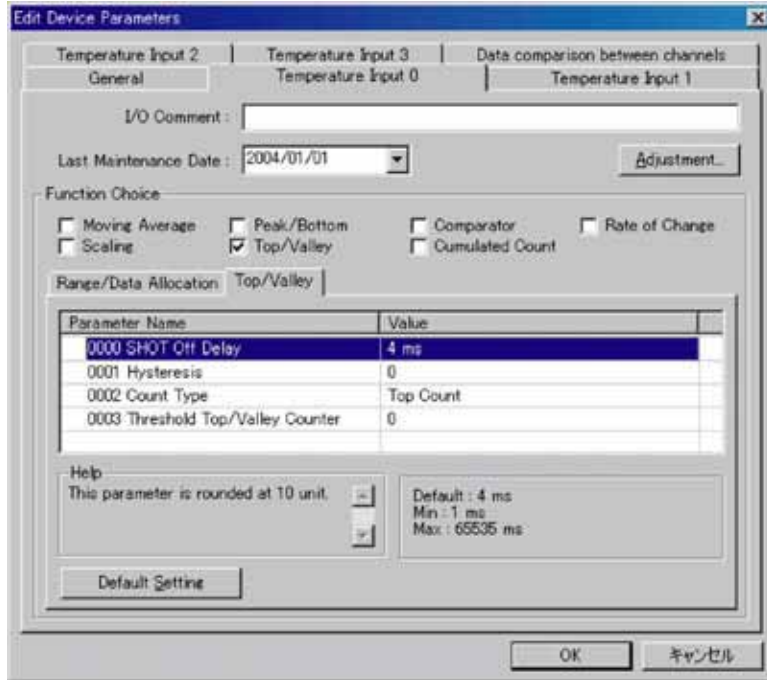 Edit Device Parameters
Temperature Input 2 Temperature Input 3 Data comparison between channels
General Temperature Input 0 Temperature Input 1
I/O Comment :
Last Maintenance Date : 2004/01/01 Adjustment...
Function Choice
Moving Average Peak/Bottom Comparator Rate of Change
Scaling Top/Valley Cumulated Count
Range/Data Allocation Top/Valley
Parameter Name Value
0000 SHOT Off Delay 4 ms
0001 Hysteresis 0
0002 Count Type Top Count
0003 Threshold Top/Valley Counter 0
Help
This parameter is rounded at 10 unit.
Default : 4 ms
Min : 1 ms
Max : 65535 ms
Default Setting
OK キャンセル